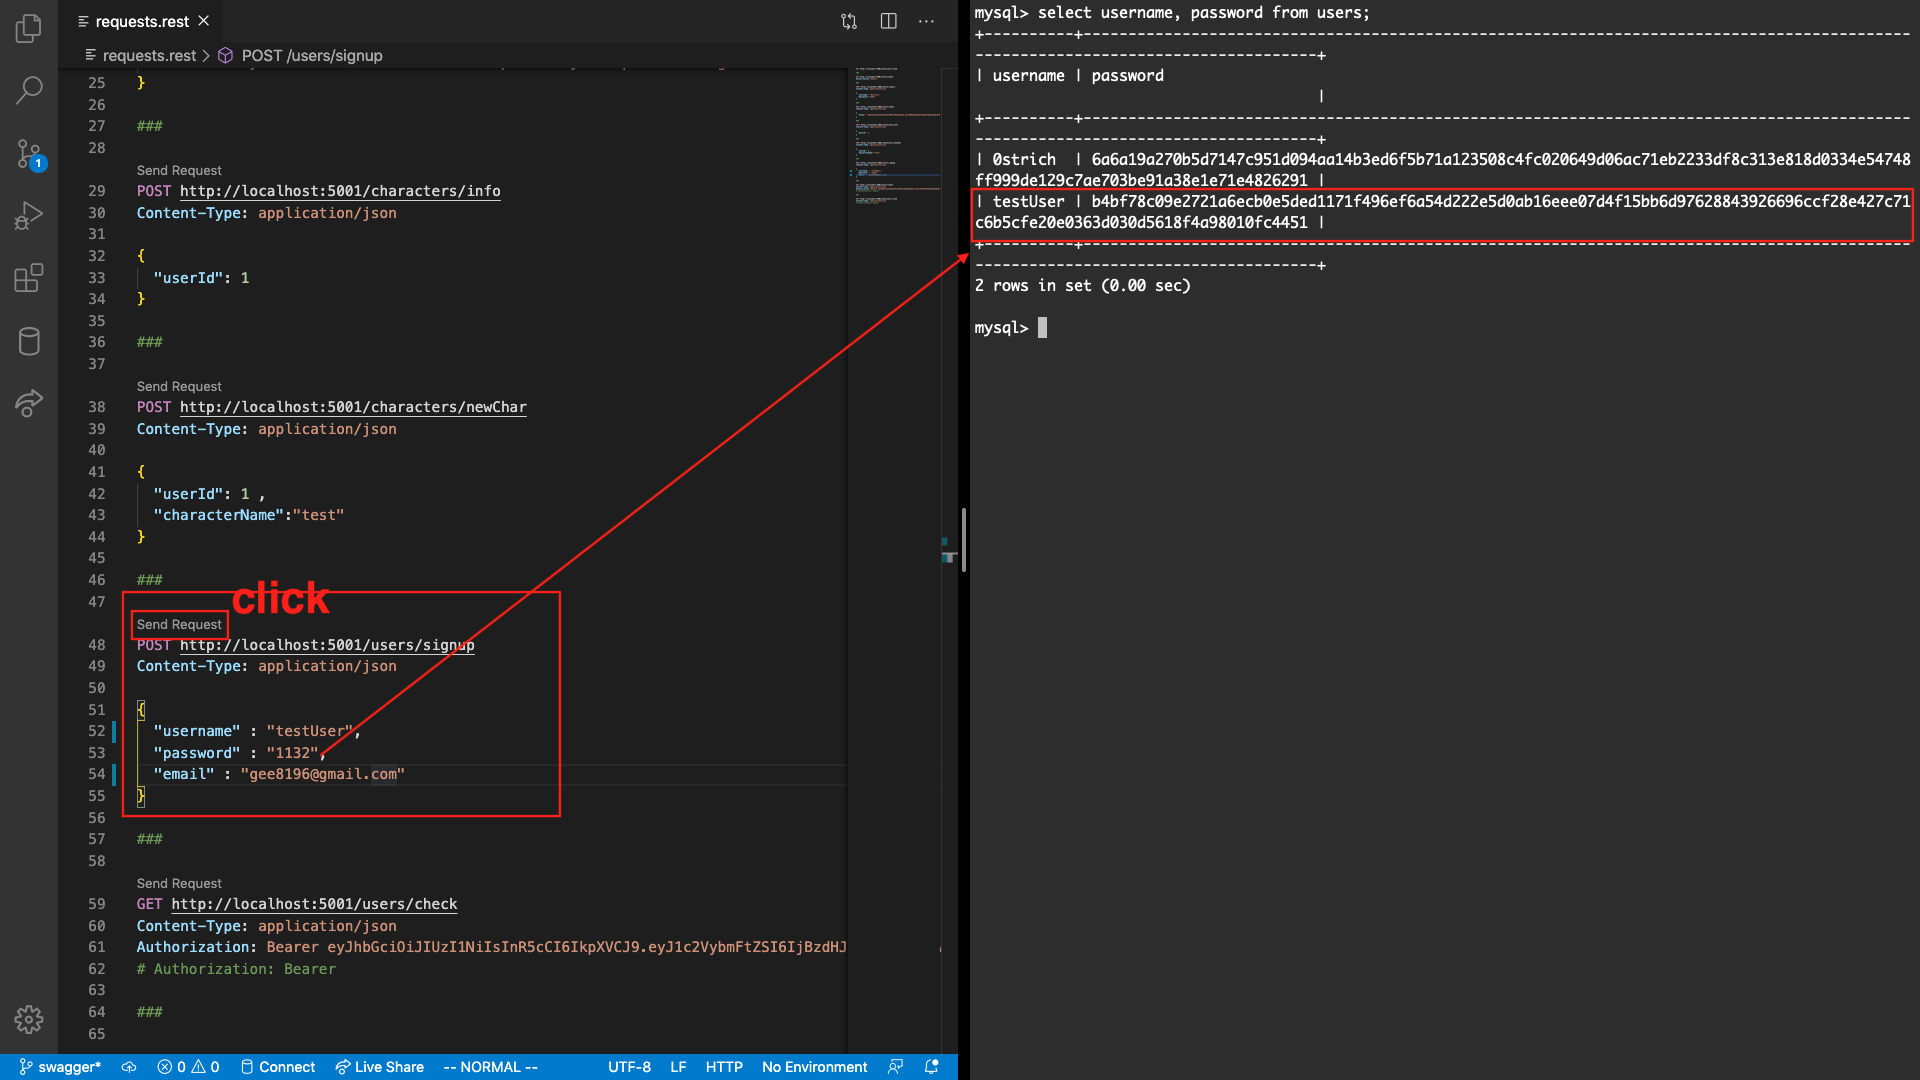 requests.rest
requests.rest > POST /users/signup
25 }
26
27 ###
28
Send Request
29 POST http://localhost:5001/characters/info
30 Content-Type: application/json
31
32 {
33 "userId": 1
34 }
35
36 ###
37
Send Request
38 POST http://localhost:5001/characters/newChar
39 Content-Type: application/json
40
41 {
42 "userId": 1 ,
43 "characterName":"test"
44 }
45
46 ###
47
click
Send Request
48 POST http://localhost:5001/users/signup
49 Content-Type: application/json
50
51 {
52 "username" : "testUser",
53 "password" : "1132",
54 "email" : "gee8196@gmail.com"
55 }
56
57 ###
58
Send Request
59 GET http://localhost:5001/users/check
60 Content-Type: application/json
61 Authorization: Bearer eyJhbGciOiJIUzI1NiIsInR5cCI6IkpXVCJ9.eyJ1c2VybmFtZSI6IjBzdHJ
62 # Authorization: Bearer
63
64 ###
65
1
swagger* 0 0 Connect Live Share -- NORMAL -- UTF-8 LF HTTP No Environment
mysql> select username, password from users;
| username | password
|
| 0strich | 6a6a19a270b5d7147c951d094aa14b3ed6f5b71a123508c4fc020649d06ac71eb2233df8c313e818d0334e54748
ff999de129c7ae703be91a38e1e71e4826291 |
| testUser | b4bf78c09e2721a6ecb0e5ded1171f496ef6a54d222e5d0ab16eee07d4f15bb6d97628843926696ccf28e427c71
c6b5cfe20e0363d030d5618f4a98010fc4451 |
2 rows in set (0.00 sec)
mysql>